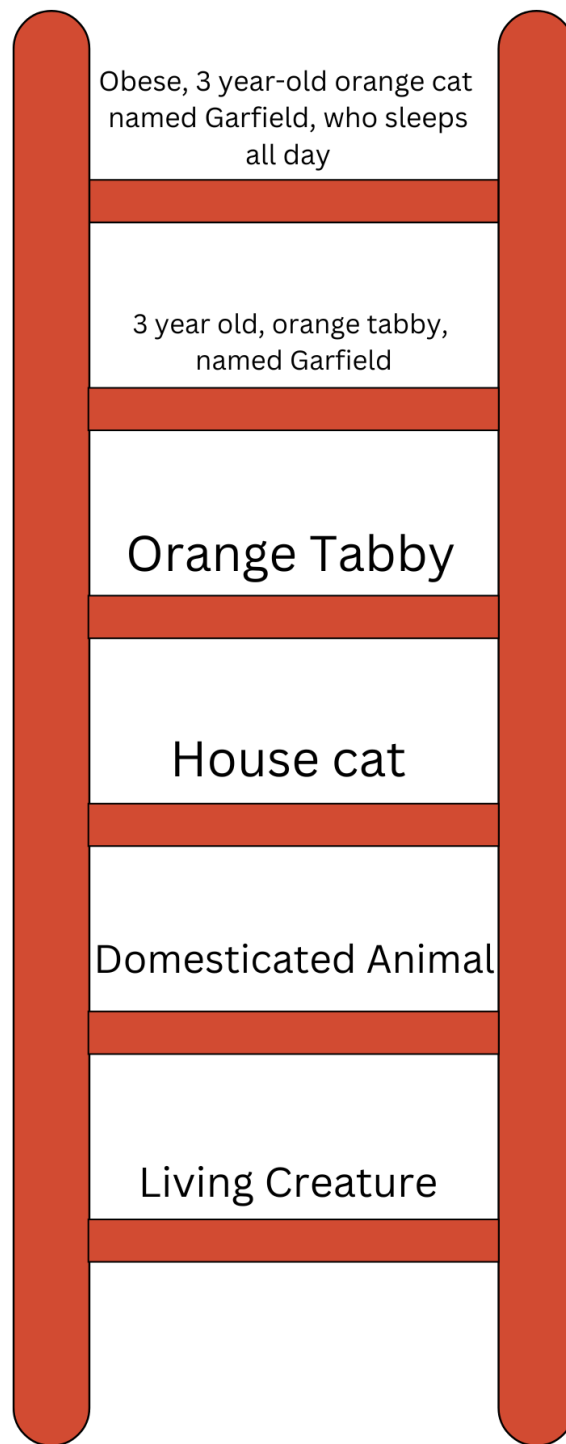 Obese, 3 year-old orange cat
named Garfield, who sleeps
all day
3 year old, orange tabby,
named Garfield
Orange Tabby
House cat
Domesticated Animal
Living Creature